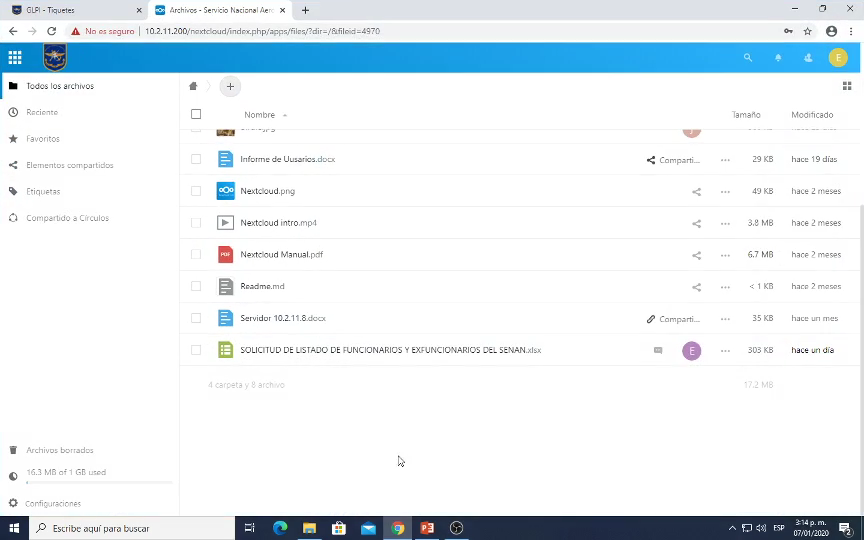 GLPI - Tiquetes
Archivos - Servicio Nacional Aer
No es seguro
10.2.11.200/nextcloud/index.php/apps/files/?dir=/&fileid=4970
E
Todos los archivos
Reciente
Favoritos
Elementos compartidos
Etiquetas
Compartido a Círculos
Nombre
Tamaño
Modificado
Informe de Uusarios.docx
Comparti...
29 KB
hace 19 días
Nextcloud.png
49 KB
hace 2 meses
Nextcloud intro.mp4
3.8 MB
hace 2 meses
PDF
Nextcloud Manual.pdf
6.7 MB
hace 2 meses
Readme.md
< 1 KB
hace 2 meses
Servidor 10.2.11.8.docx
Comparti...
35 KB
hace un mes
SOLICITUD DE LISTADO DE FUNCIONARIOS Y EXFUNCIONARIOS DEL SENAN.xlsx
E
303 KB
hace un día
4 carpeta y 8 archivo
17.2 MB
Archivos borrados
16.3 MB of 1 GB used
Configuraciones
Escribe aquí para buscar
ESP
3:14 p. m.
07/01/2020
2